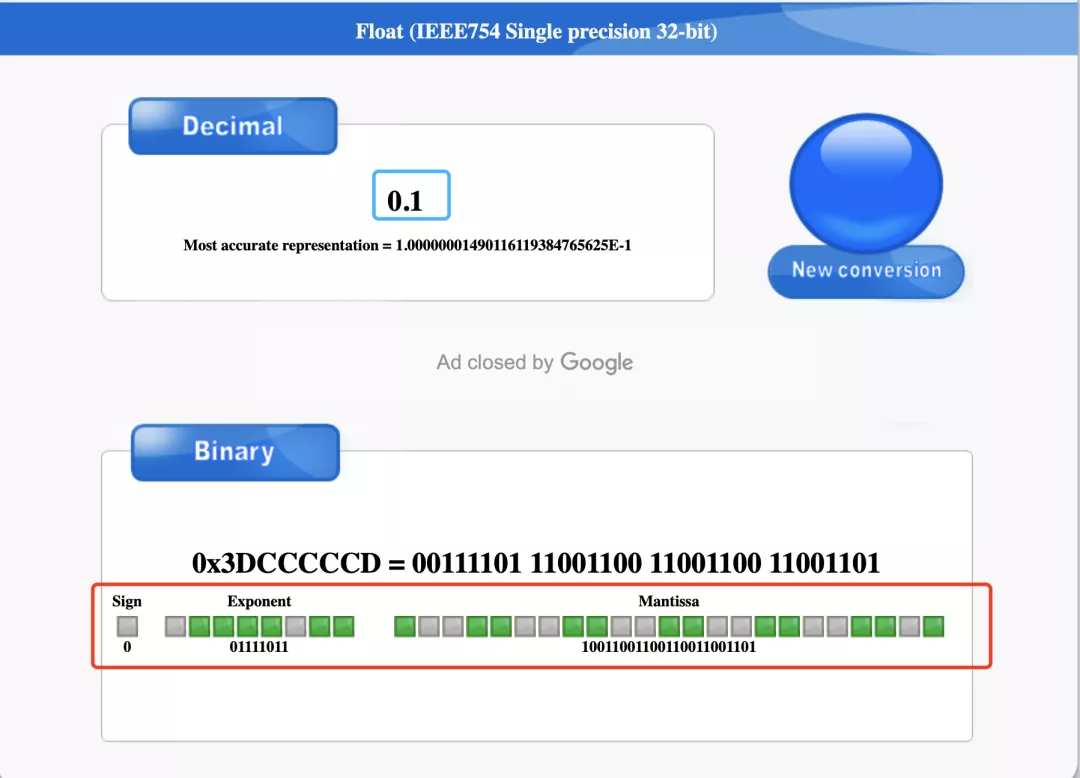 Float (IEEE754 Single precision 32-bit)
Decimal
0.1
Most accurate representation = 1.00000001490116119384765625E-1
New conversion
Ad closed by Google
Binary
0x3DCCCCCD = 00111101 11001100 11001100 11001101
Sign Exponent Mantissa
0 01111011 10011001100110011001101